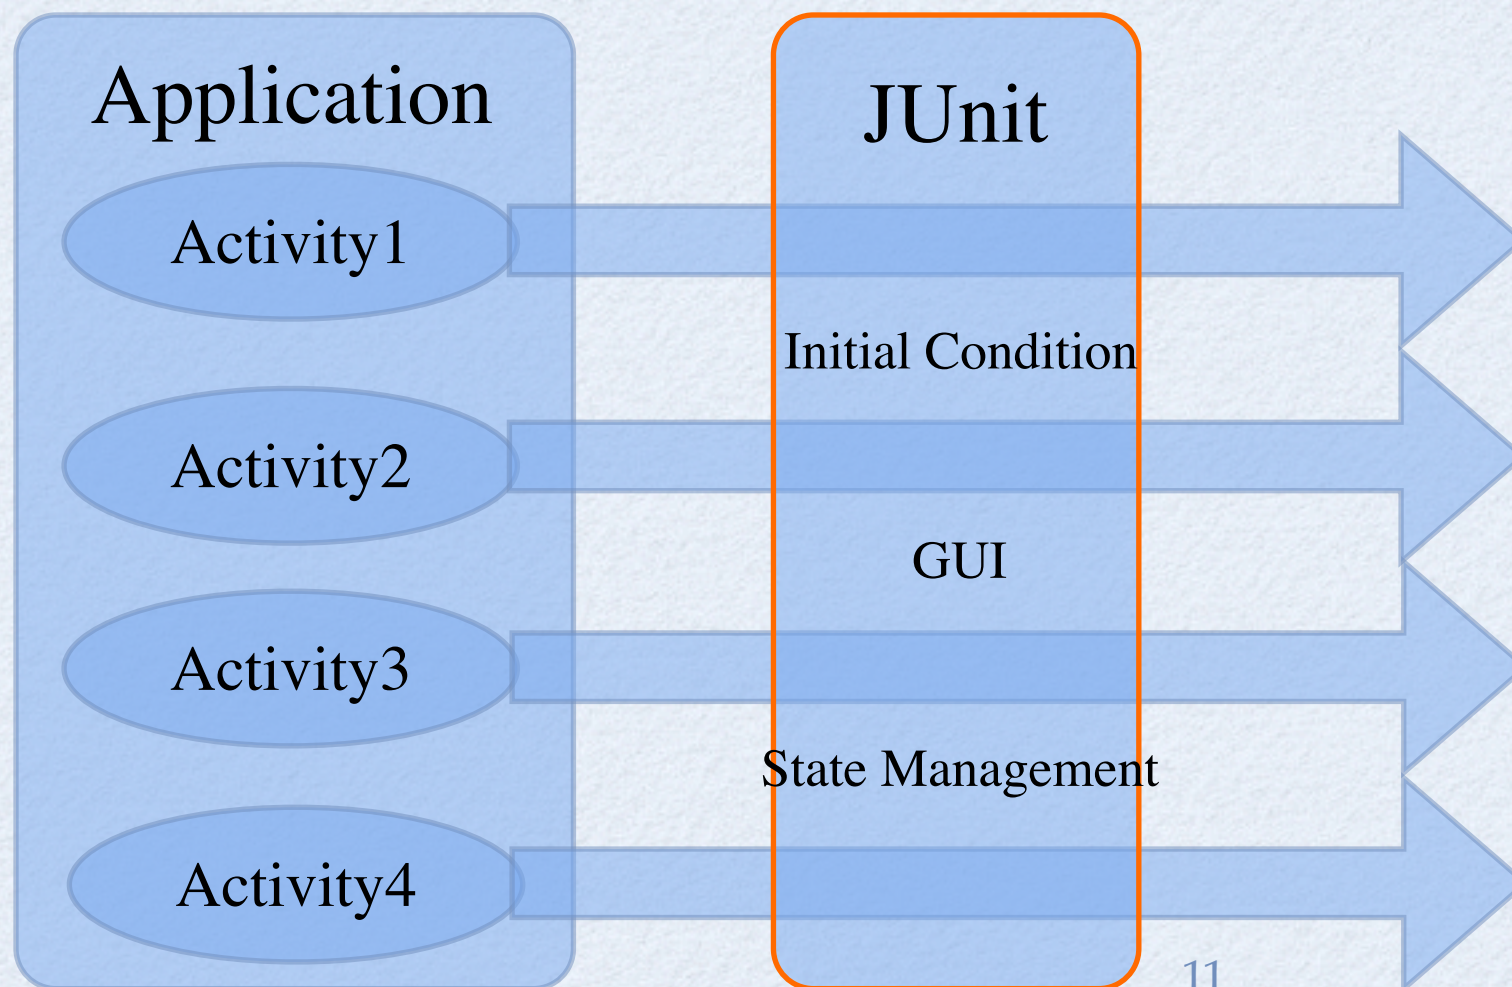 Application
Activity1
Activity2
Activity3
Activity4
JUnit
Initial Condition
GUI
State Management
11